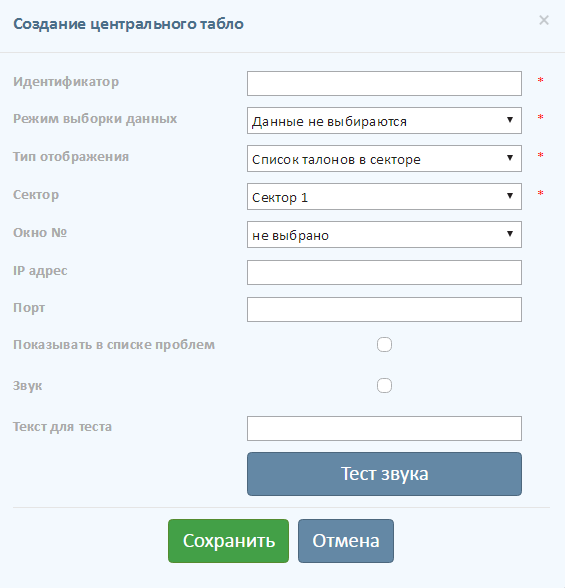 Создание центрального табло ×
Идентификатор *
Режим выборки данных Данные не выбираются *
Тип отображения Список талонов в секторе *
Сектор Сектор 1 *
Окно № не выбрано
IP адрес
Порт
Показывать в списке проблем
Звук
Текст для теста
Тест звука
Сохранить Отмена